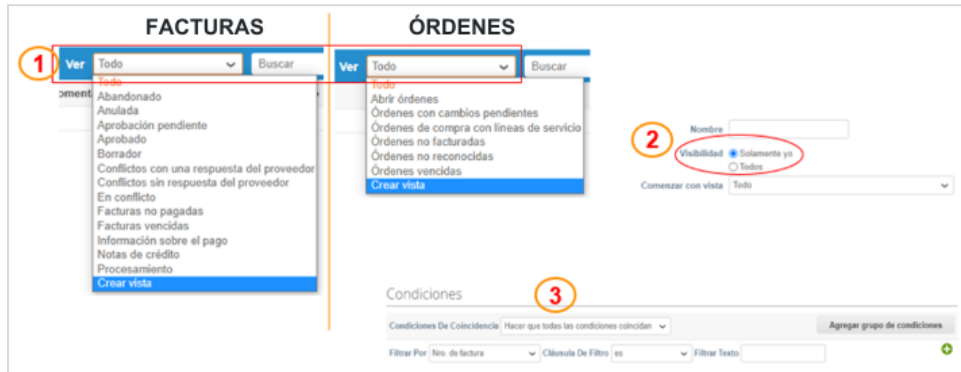 FACTURAS
ÓRDENES
1
Ver Todo Buscar
Todo
Abandonado
Anulada
Aprobación pendiente
Aprobado
Borrador
Conflictos con una respuesta del proveedor
Conflictos sin respuesta del proveedor
En conflicto
Facturas no pagadas
Facturas vencidas
Información sobre el pago
Notas de crédito
Procesamiento
Crear vista
Ver Todo Buscar
Todo
Abrir órdenes
Órdenes con cambios pendientes
Órdenes de compra con líneas de servicio
Órdenes no facturadas
Órdenes no reconocidas
Órdenes vencidas
Crear vista
2
Nombre
Visibilidad Solamente yo
Todos
Comenzar con vista Todo
Condiciones
3
Condiciones De Coincidencia Hacer que todas las condiciones coincidan Agregar grupo de condiciones
Filtrar Por Nro. de factura Cláusula De Filtro es Filtrar Texto